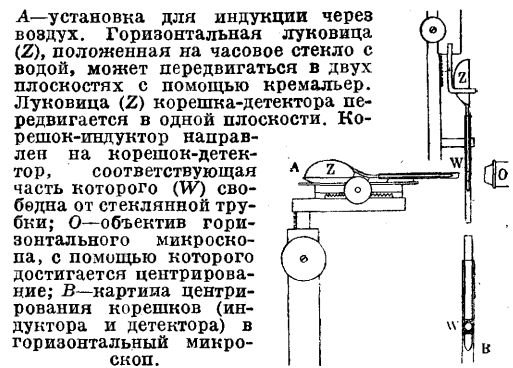 А—установка для индукции через
воздух. Горизонтальная луковица
(Z), положенная на часовое стекло с
водой, может передвигаться в двух
плоскостях с помощью кремальер.
Луковица (Z) корешка-детектора пе-
редвигается в одной плоскости. Ко-
решок-индуктор направ-
лен на корешок-детек-
тор, соответствующая
часть которого (W) сво-
бодна от стеклянной тру-
бки; О—объектив гори-
зонтального микроско-
па, с помощью которого
достигается центрирова-
ние; В—картина центри-
рования корешков (ин-
дуктора и детектора) в
горизонтальный микро-
скоп.
Z
A
Z
W
O
W
B